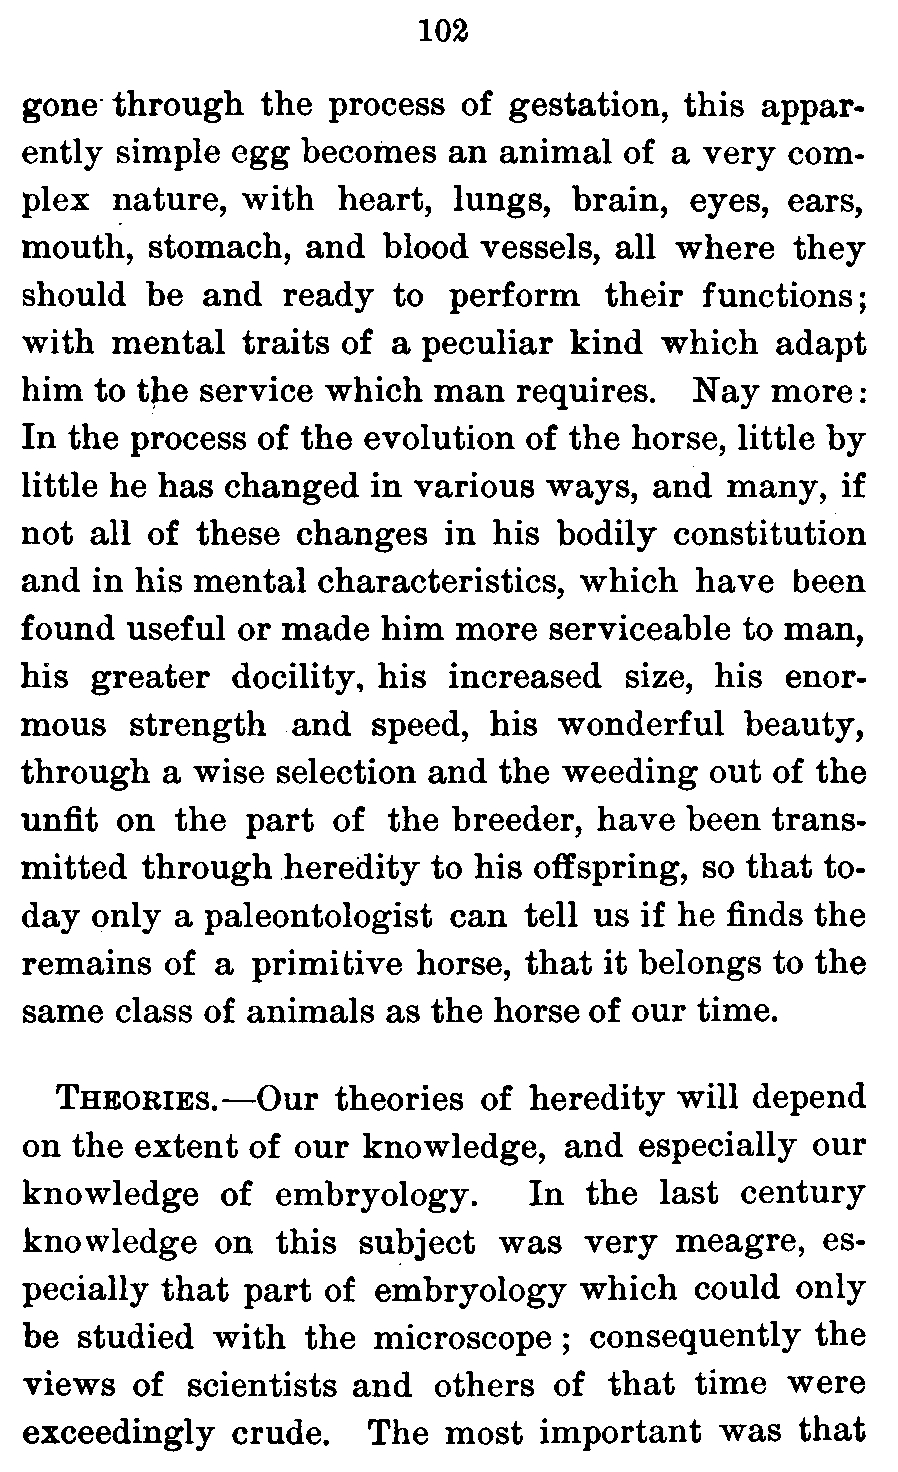 102
gone through the process of gestation, this appar-
ently simple egg becomes an animal of a very com-
plex nature, with heart, lungs, brain, eyes, ears,
mouth, stomach, and blood vessels, all where they
should be and ready to perform their functions;
with mental traits of a peculiar kind which adapt
him to the service which man requires. Nay more:
In the process of the evolution of the horse, little by
little he has changed in various ways, and many, if
not all of these changes in his bodily constitution
and in his mental characteristics, which have been
found useful or made him more serviceable to man,
his greater docility, his increased size, his enor-
mous strength and speed, his wonderful beauty,
through a wise selection and the weeding out of the
unfit on the part of the breeder, have been trans-
mitted through heredity to his offspring, so that to-
day only a paleontologist can tell us if he finds the
remains of a primitive horse, that it belongs to the
same class of animals as the horse of our time.
THEORIES.—Our theories of heredity will depend
on the extent of our knowledge, and especially our
knowledge of embryology. In the last century
knowledge on this subject was very meagre, es-
pecially that part of embryology which could only
be studied with the microscope; consequently the
views of scientists and others of that time were
exceedingly crude. The most important was that